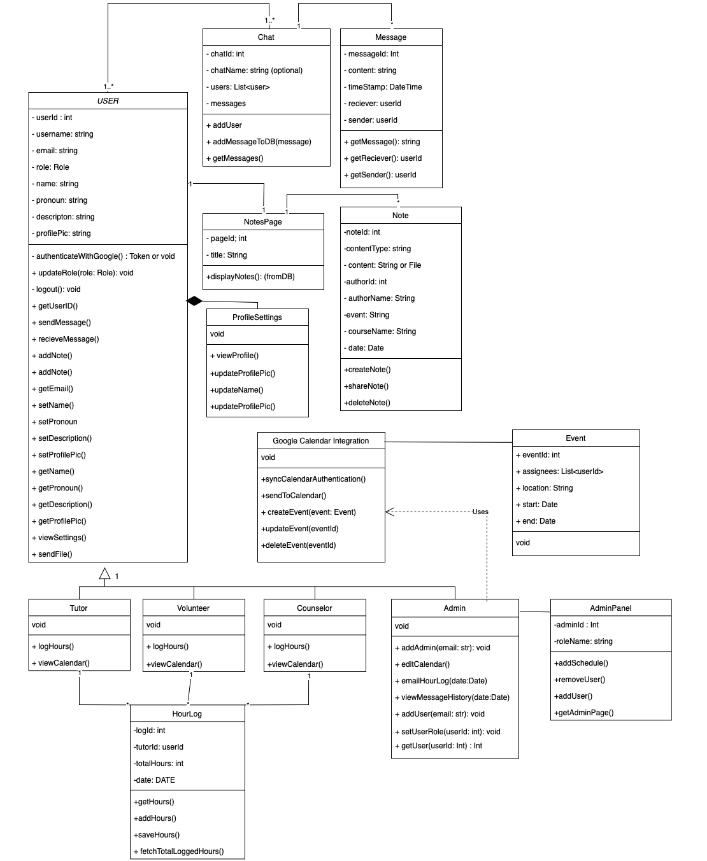 1..*
1
*
1..*
Chat
- chatId: int
- chatName: string (optional)
- users: List<user>
- messages
+ addUser
+ addMessageToDB(message)
+ getMessages()
Message
- messageId: Int
- content: string
- timeStamp: DateTime
- reciever: userId
- sender: userId
+ getMessage(): string
+ getReciever(): userId
+ getSender(): userId
USER
- userId : int
- username: string
- email: string
- role: Role
- name: string
- pronoun: string
- descripton: string
- profilePic: string
- authenticateWithGoogle() : Token or void
+ updateRole(role: Role): void
- logout(): void
+ getUserID()
+ sendMessage()
+ recieveMessage()
+ addNote()
+ addNote()
+ getEmail()
+ setName()
+ setPronoun
+ setDescription()
+ setProfilePic()
+ getName()
+ getPronoun()
+ getDescription()
+ getProfilePic()
+ viewSettings()
+ sendFile()
1
1
1
*
NotesPage
- pageId; int
- title: String
+displayNotes(): (fromDB)
Note
-noteId: int
-contentType: string
- content: String or File
-authorId: int
- authorName: String
-event: String
- courseName: String
- date: Date
+createNote()
+shareNote()
+deleteNote()
ProfileSettings
void
+ viewProfile()
+updateProfilePic()
+updateName()
+updateProfilePic()
Google Calendar Integration
void
+syncCalendarAuthentication()
+sendToCalendar()
+ createEvent(event: Event)
+updateEvent(eventId)
+deleteEvent(eventId)
Event
+ eventId: int
+ assignees: List<userId>
+ location: String
+ start: Date
+ end: Date
void
Uses
1
Tutor
void
+ logHours()
+ viewCalendar()
Volunteer
void
+ logHours()
+viewCalendar()
Counselor
void
+ logHours()
+viewCalendar()
Admin
void
+ addAdmin(email: str): void
+ editCalendar()
+ emailHourLog(date:Date)
+ viewMessageHistory(date:Date)
+ addUser(email: str): void
+ setUserRole(userId: int): void
+ getUser(userId: Int) : Int
AdminPanel
-adminId : Int
-roleName: string
+addSchedule()
+removeUser()
+addUser()
+getAdminPage()
1
1
1
*
*
*
HourLog
-logId: int
-tutorId: userId
-totalHours: int
-date: DATE
+getHours()
+addHours()
+saveHours()
+ fetchTotalLoggedHours()